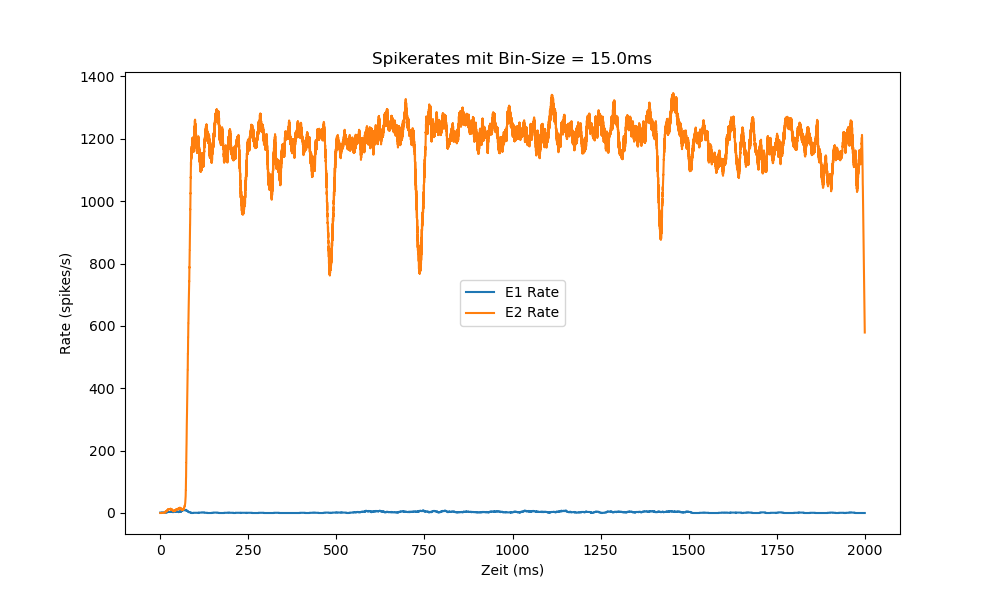 Spikerates mit Bin-Size = 15.0ms
1400
1200
1000
800
600
400
200
0
Rate (spikes/s)
E1 Rate
E2 Rate
0 250 500 750 1000 1250 1500 1750 2000
Zeit (ms)